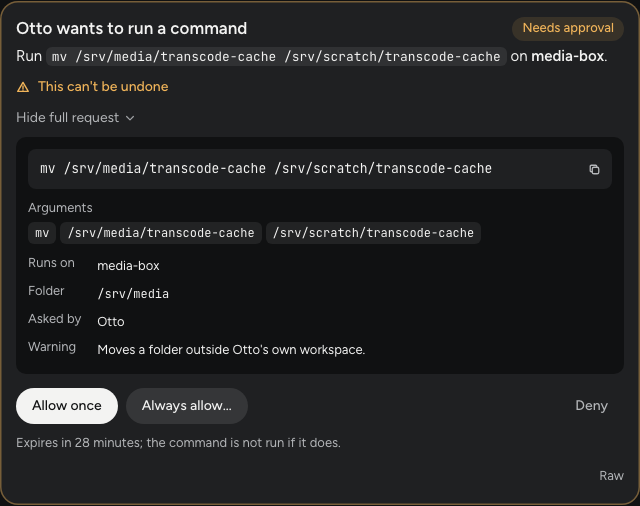 Otto wants to run a command
Needs approval
Run mv /srv/media/transcode-cache /srv/scratch/transcode-cache on media-box.
This can't be undone
Hide full request
mv /srv/media/transcode-cache /srv/scratch/transcode-cache
Arguments
mv /srv/media/transcode-cache /srv/scratch/transcode-cache
Runs on media-box
Folder /srv/media
Asked by Otto
Warning Moves a folder outside Otto's own workspace.
Allow once Always allow... Deny
Expires in 28 minutes; the command is not run if it does.
Raw